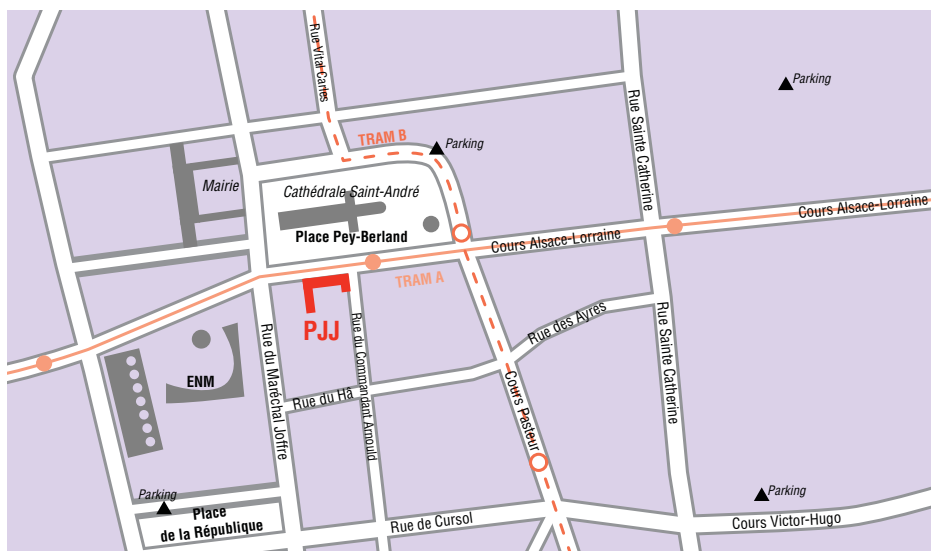 Rue Vital Carles
Parking
TRAM B
Parking
Rue Sainte Catherine
Mairie
Cathédrale Saint-André
Place Pey-Berland
Cours Alsace-Lorraine
Cours Alsace-Lorraine
TRAM A
PJJ
Rue du Maréchal Joffre
Rue du Commandant Arnould
Rue des Ayres
Rue Sainte Catherine
ENM
Rue du Hâ
Cours Pasteur
Parking
Place
de la République
Rue de Cursol
Parking
Cours Victor-Hugo